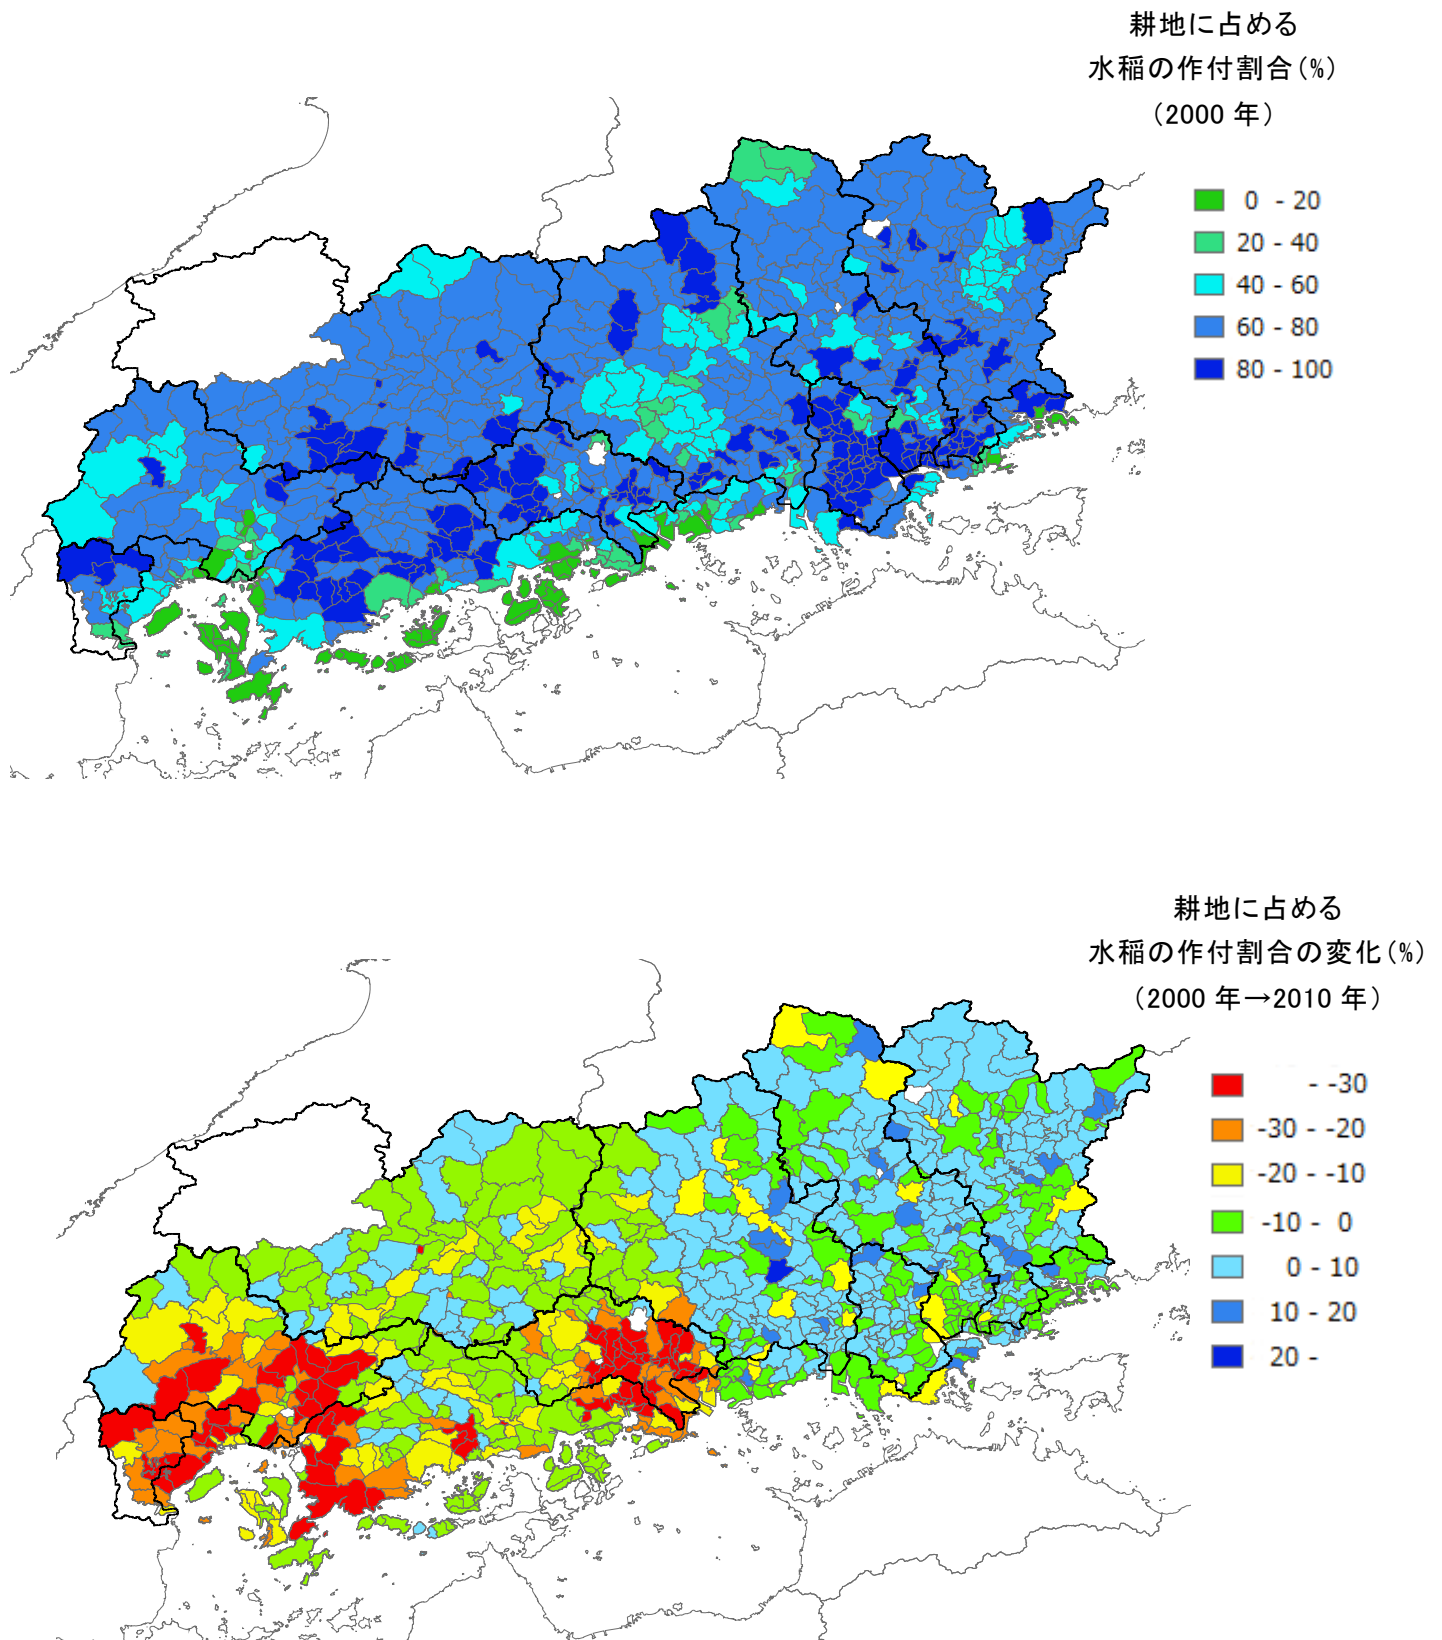 耕地に占める
水稲の作付割合(%)
(2000 年)
0 - 20
20 - 40
40 - 60
60 - 80
80 - 100
耕地に占める
水稲の作付割合の変化(%)
(2000 年→2010 年)
- -30
-30 - -20
-20 - -10
-10 - 0
0 - 10
10 - 20
20 -